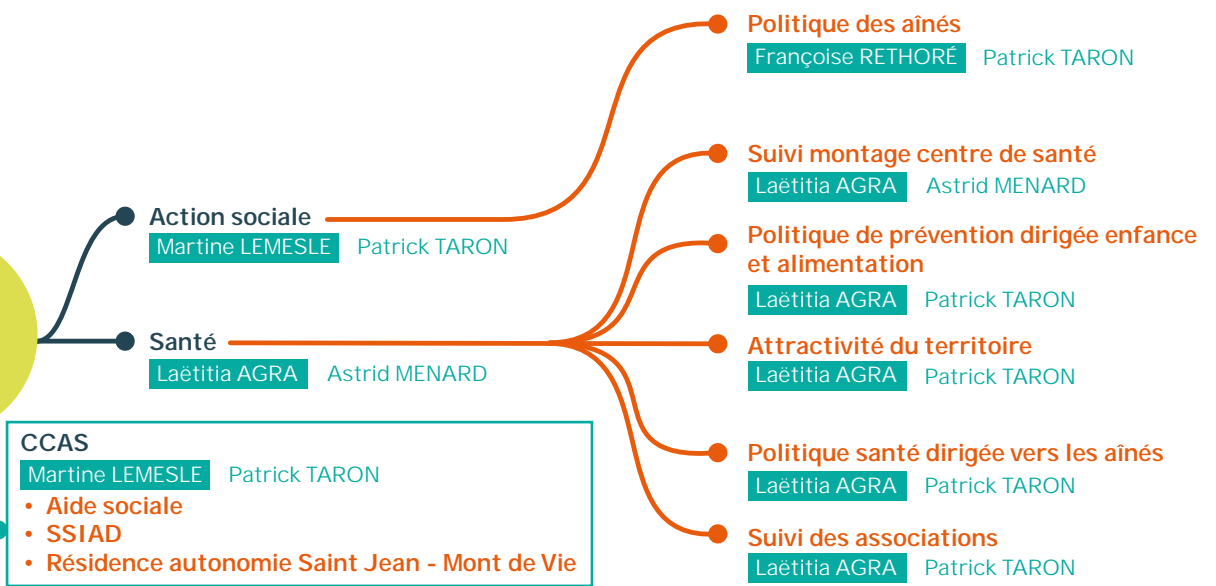 Politique des aînés
Françoise RETHORÉ Patrick TARON
Suivi montage centre de santé
Laëtitia AGRA Astrid MENARD
Action sociale
Martine LEMESLE Patrick TARON
Politique de prévention dirigée enfance
et alimentation
Laëtitia AGRA Patrick TARON
Santé
Laëtitia AGRA Astrid MENARD
Attractivité du territoire
Laëtitia AGRA Patrick TARON
CCAS
Martine LEMESLE Patrick TARON
• Aide sociale
• SSIAD
• Résidence autonomie Saint Jean - Mont de Vie
Politique santé dirigée vers les aînés
Laëtitia AGRA Patrick TARON
Suivi des associations
Laëtitia AGRA Patrick TARON